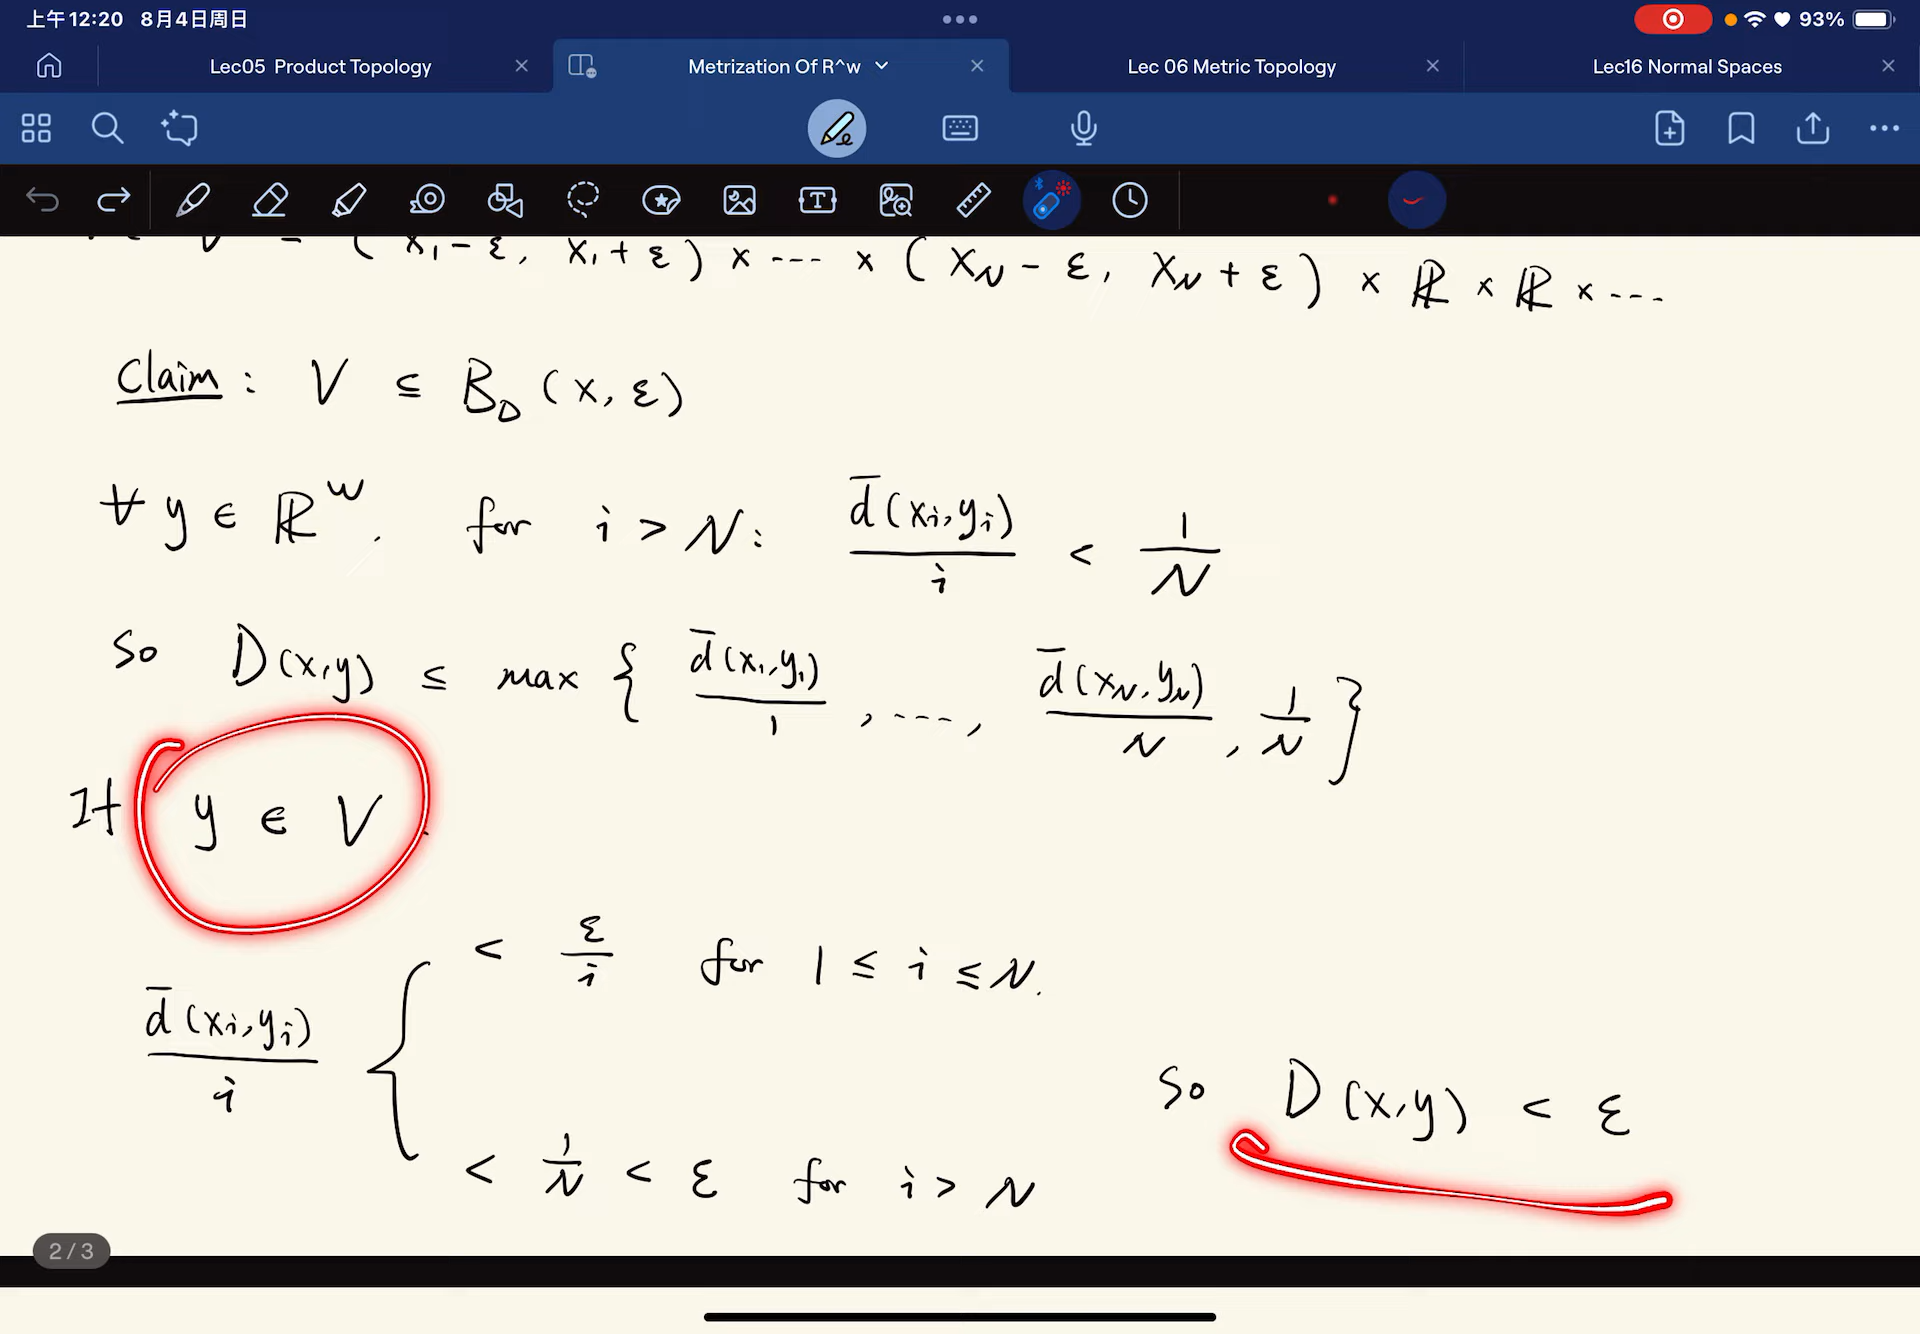 上午12:20 8月4日周日
93%
Lec05 Product Topology
Metrization Of R^w
Lec 06 Metric Topology
Lec16 Normal Spaces
V = ( x₁ - ε, x₁ + ε ) × --- × ( x_N - ε, x_N + ε ) × ℝ × ℝ × ---
Claim : V ⊆ B_D (x, ε)
∀ y ∈ ℝ^w. for i > N: d̄(xᵢ,yᵢ)/i < 1/N
So D(x,y) ≤ max { d̄(x₁,y₁)/1 , ---, d̄(x_N,y_N)/N , 1/N }
If y ∈ V.
d̄(xᵢ,yᵢ)/i { < ε/i for 1 ≤ i ≤ N.
< 1/N < ε for i > N
So D(x,y) < ε
2 / 3